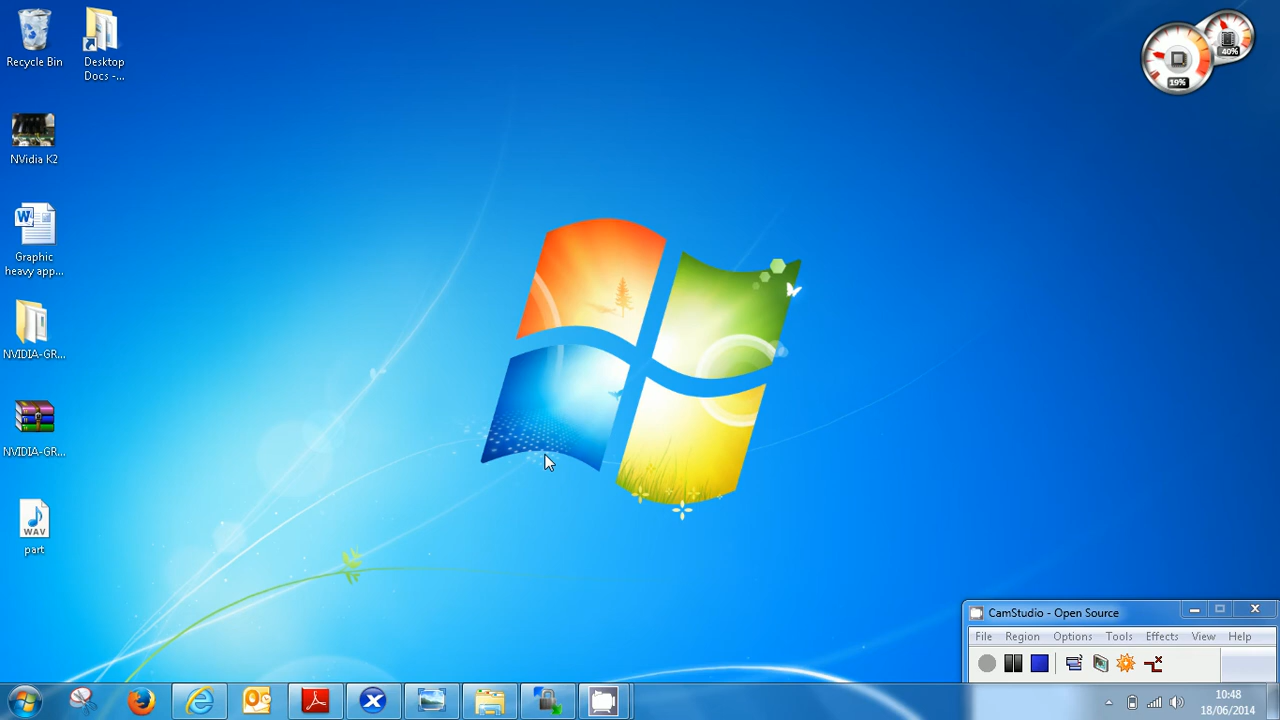 Recycle Bin
Desktop
Docs -...
NVidia K2
Graphic
heavy app...
NVIDIA-GR...
NVIDIA-GR...
WAV
part
40%
19%
CamStudio - Open Source
File Region Options Tools Effects View Help
10:48
18/06/2014